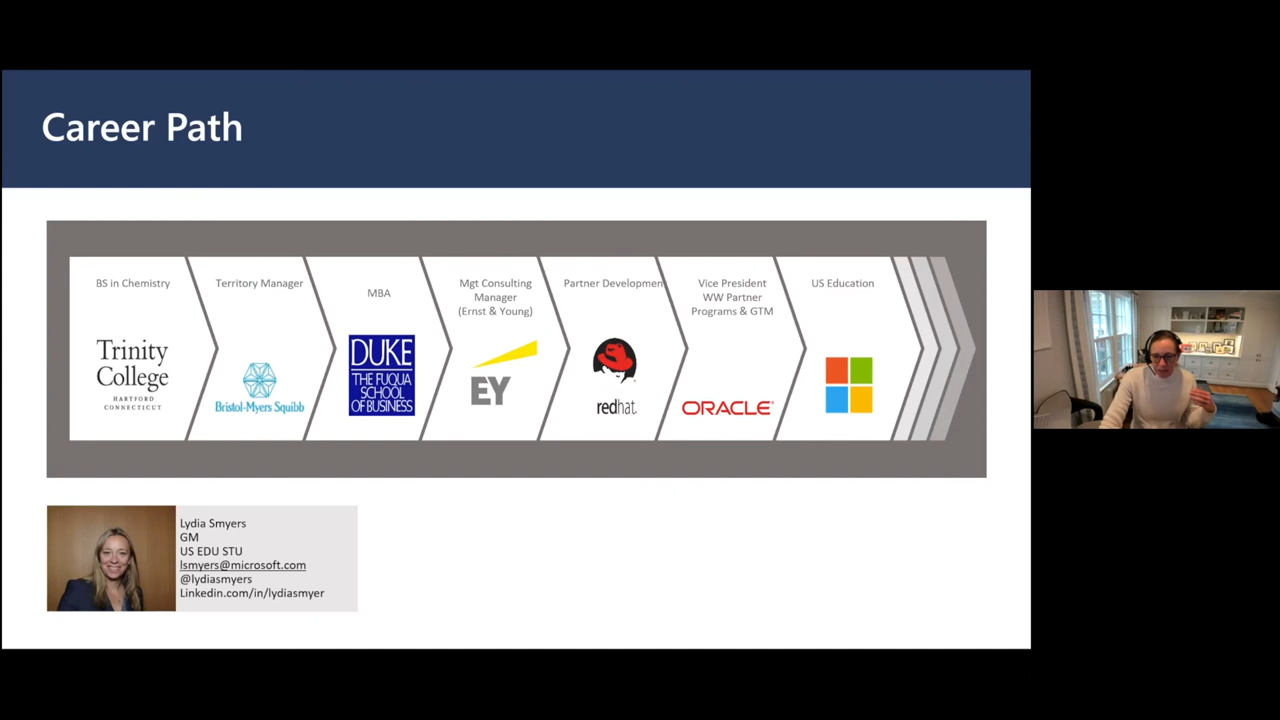 Career Path
BS in Chemistry
Trinity
College
HARTFORD
CONNECTICUT
Territory Manager
Bristol-Myers Squibb
MBA
DUKE
THE FUQUA
SCHOOL
OF BUSINESS
Mgt Consulting
Manager
(Ernst & Young)
EY
Partner Developmen
redhat.
Vice President
WW Partner
Programs & GTM
ORACLE
US Education
Lydia Smyers
GM
US EDU STU
lsmyers@microsoft.com
@lydiasmyers
Linkedin.com/in/lydiasmyer